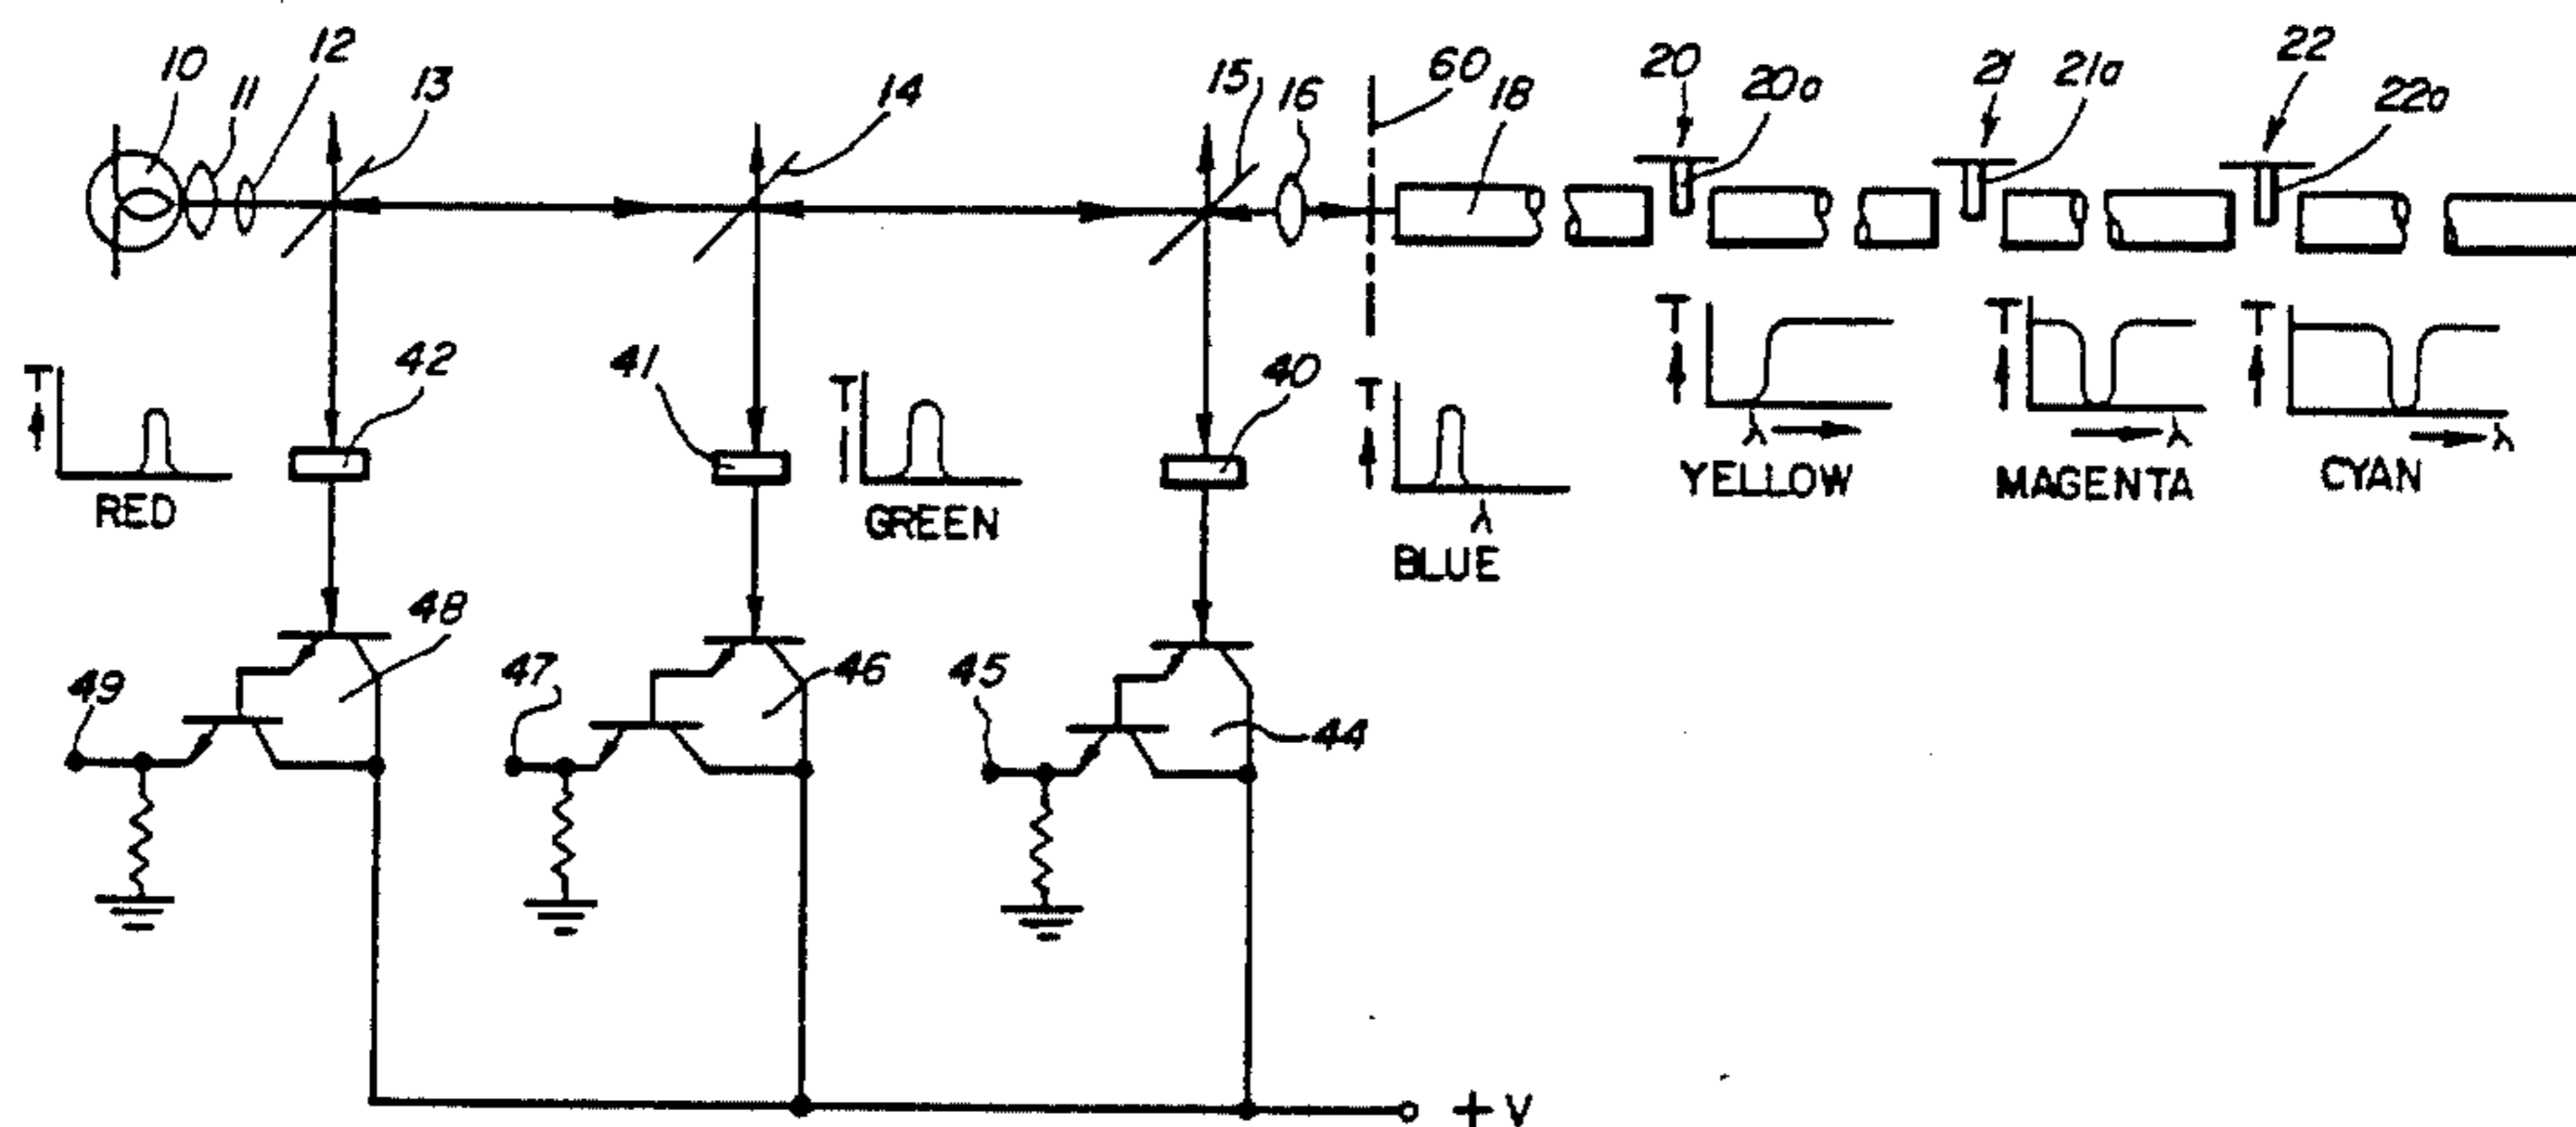 10 11 12 13 14 15 16 60 18 20 20a 21 21a 22 22a
T 42 41 T 40 T T T T
λ λ λ
RED GREEN λ YELLOW MAGENTA CYAN
BLUE
48 46 44
49 47 45
+V